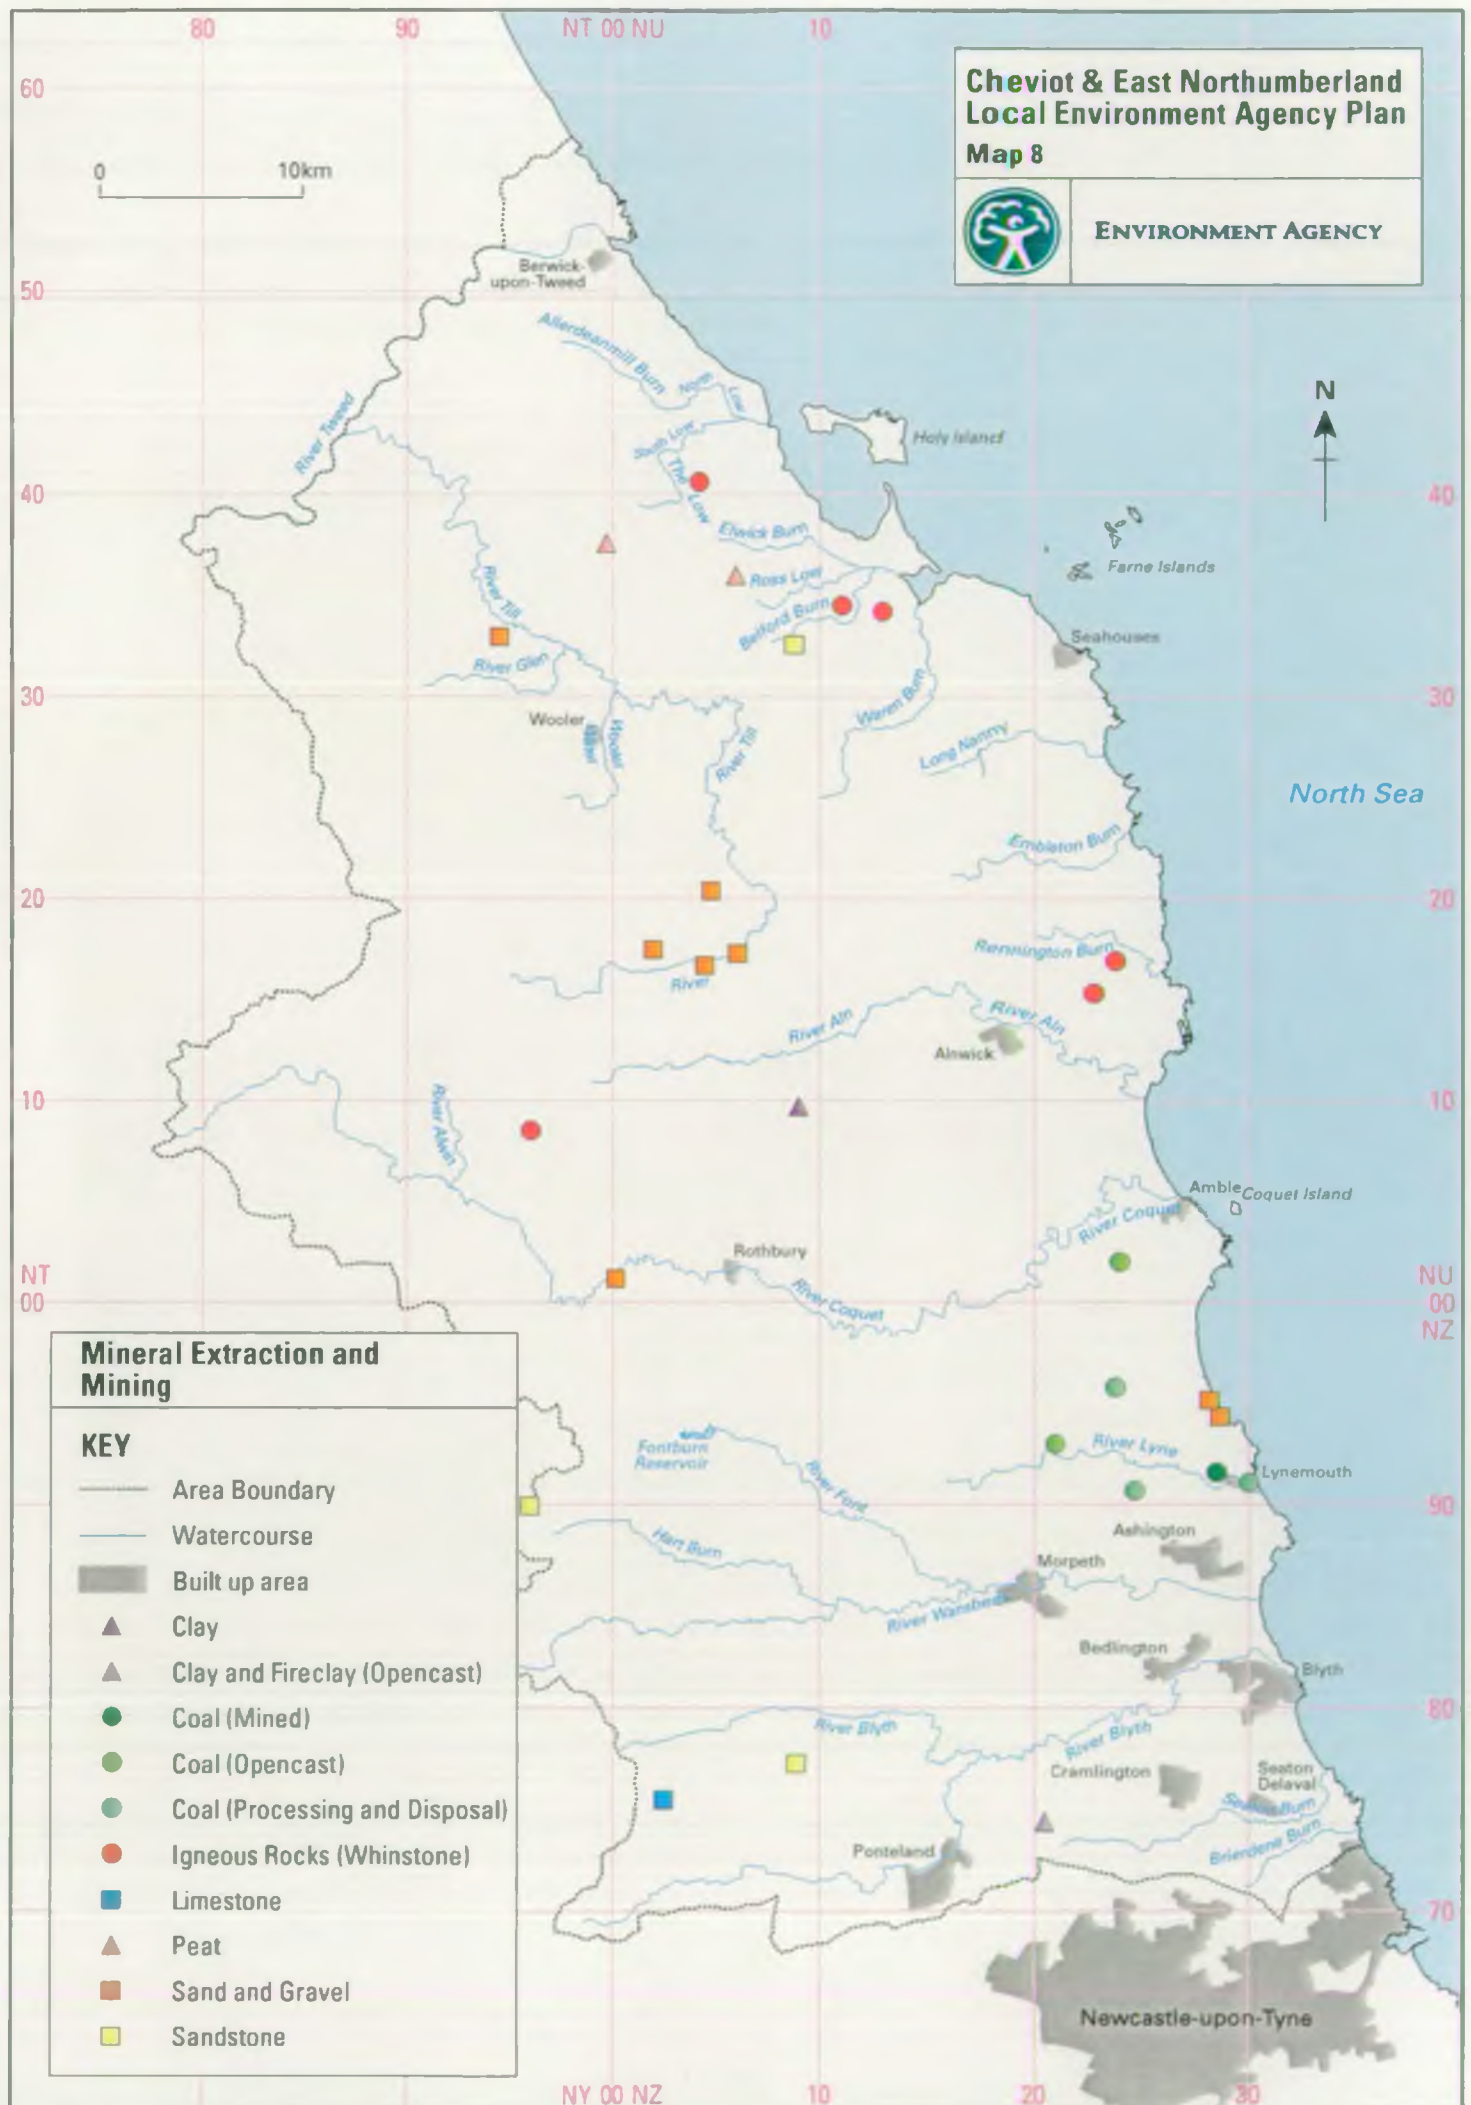 80
90
NT 00 NU
10
Cheviot & East Northumberland
Local Environment Agency Plan
Map 8
ENVIRONMENT AGENCY
60
0
10km
Berwick-
upon-Tweed
50
Allerdeanmill Burn
North
Low
N
River Tweed
South Low
Holy Island
The Low
40
40
Elwick Burn
Farne Islands
River Till
Ross Low
Belford Burn
Seahouses
River Glen
30
30
Wooler
Wooler
Waren Burn
River Till
Long Nanny
North Sea
Embleton Burn
20
20
Rennington Burn
River
River Aln
River Aln
Alnwick
10
10
River Alwin
Amble
Coquet Island
River Coquet
Rothbury
NT
00
NU
00
NZ
River Coquet
Mineral Extraction and
Mining
KEY
Area Boundary
Watercourse
Built up area
Clay
Clay and Fireclay (Opencast)
Coal (Mined)
Coal (Opencast)
Coal (Processing and Disposal)
Igneous Rocks (Whinstone)
Limestone
Peat
Sand and Gravel
Sandstone
Fontburn
Reservoir
River Font
River Lyne
Lynemouth
90
Ashington
Hart Burn
Morpeth
River Wansbeck
Bedlington
Blyth
80
River Blyth
River Blyth
Cramlington
Seaton
Delaval
Seaton Burn
Brierdene Burn
Ponteland
70
Newcastle-upon-Tyne
NY 00 NZ
10
20
30